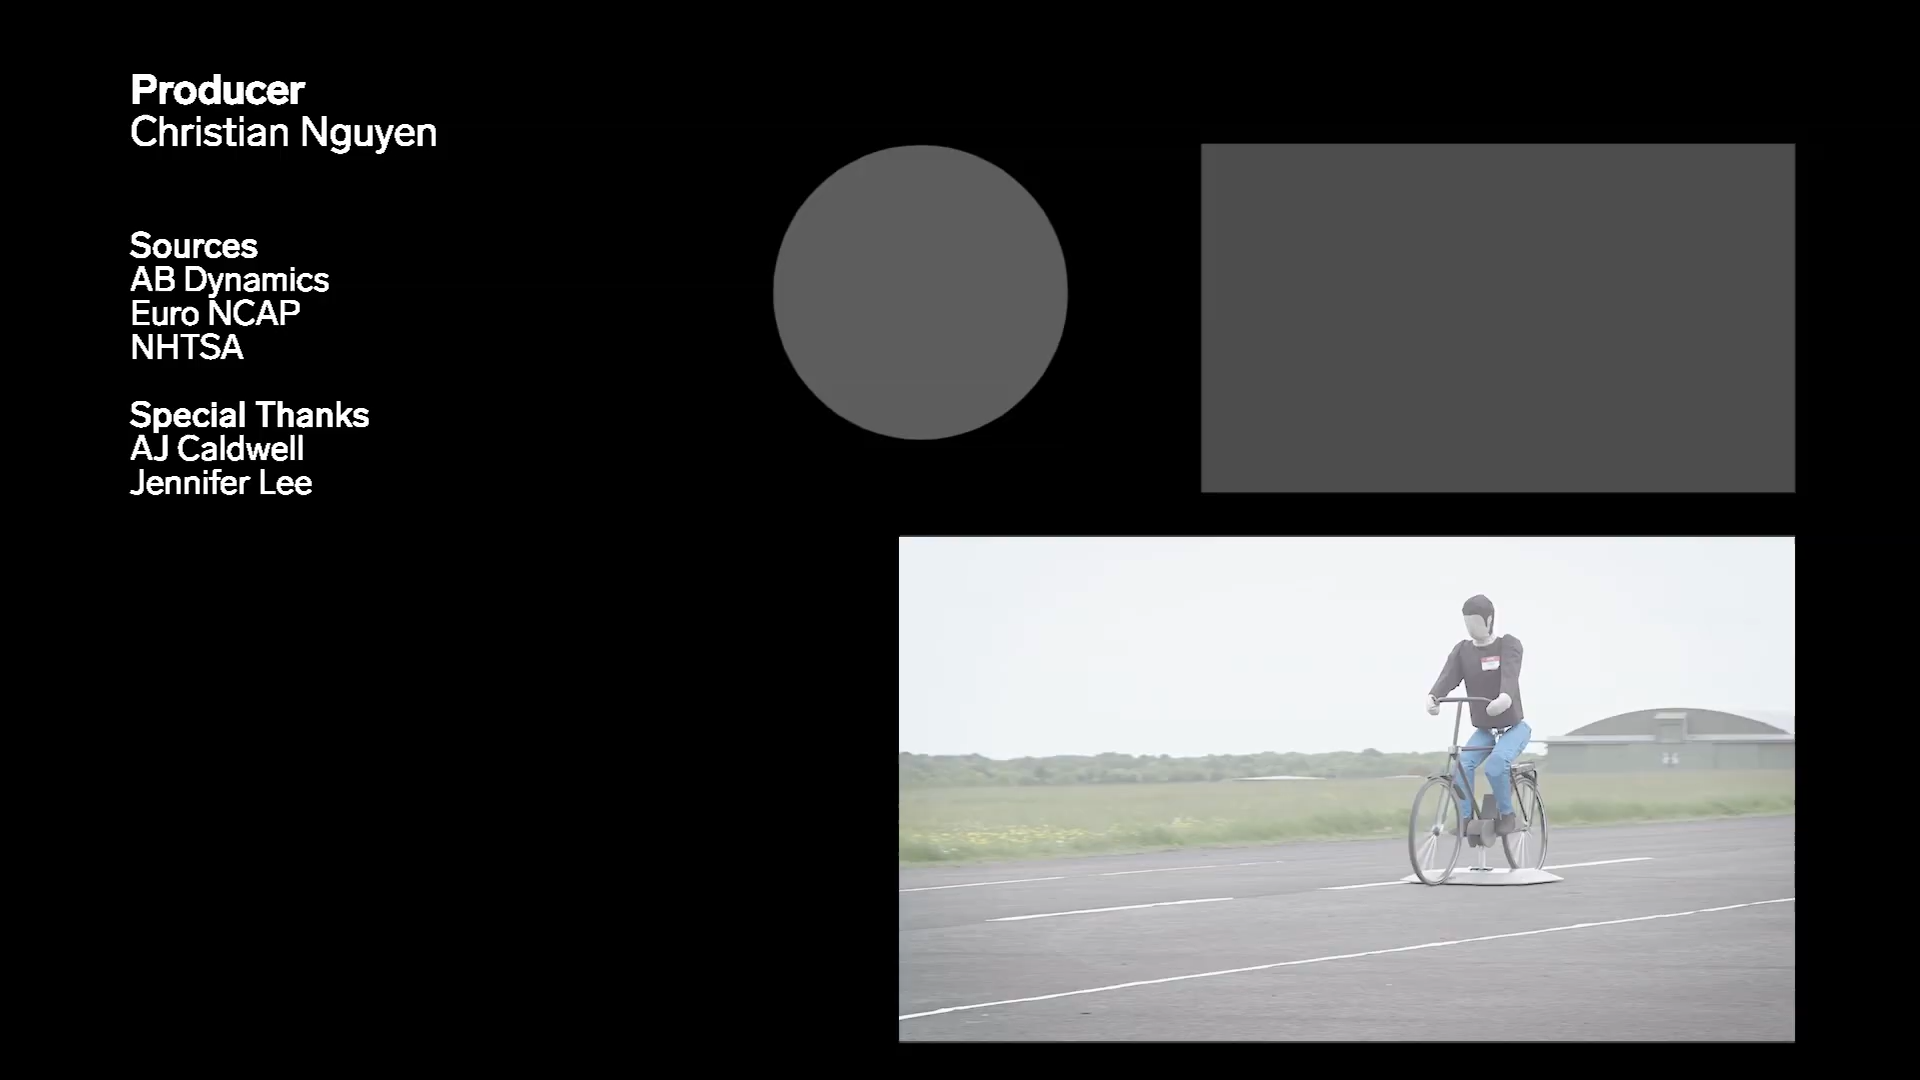 Producer
Christian Nguyen
Sources
AB Dynamics
Euro NCAP
NHTSA
Special Thanks
AJ Caldwell
Jennifer Lee